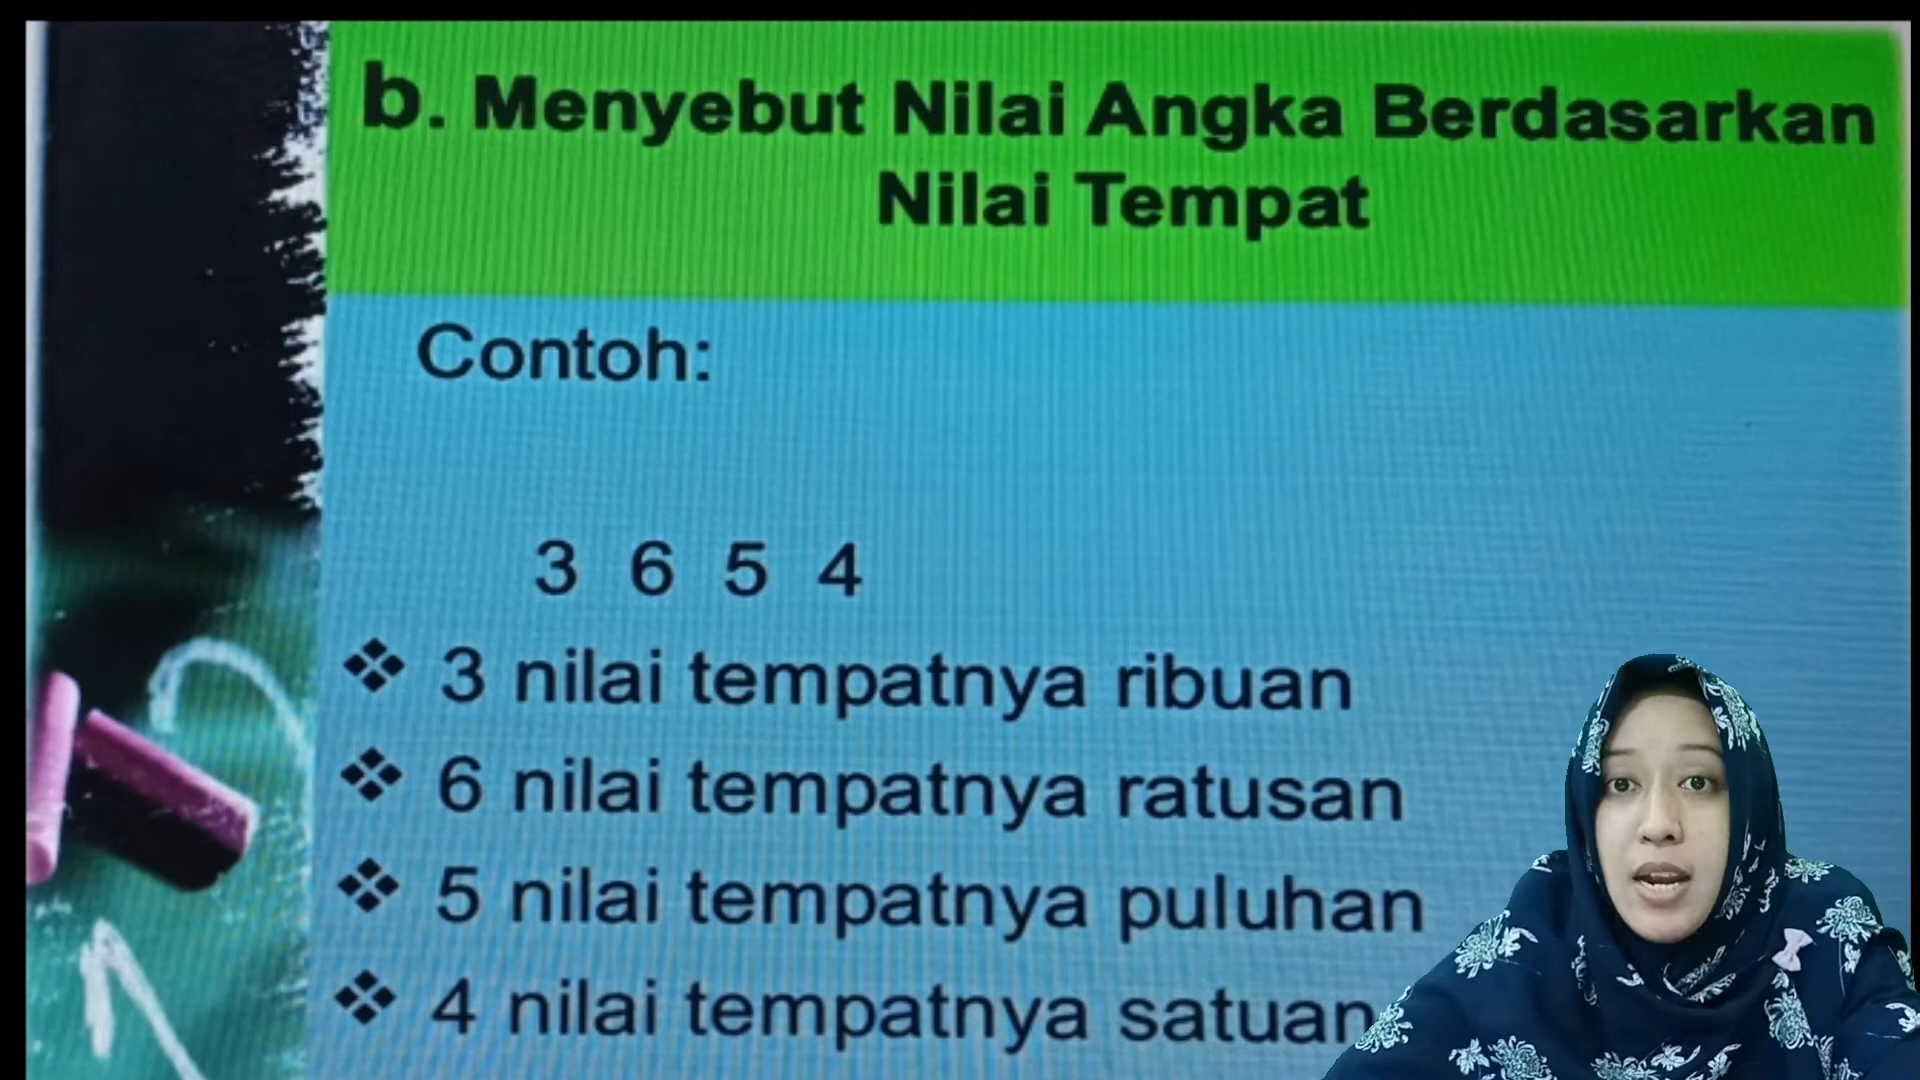 b. Menyebut Nilai Angka Berdasarkan
Nilai Tempat
Contoh:
3 6 5 4
❖ 3 nilai tempatnya ribuan
❖ 6 nilai tempatnya ratusan
❖ 5 nilai tempatnya puluhan
❖ 4 nilai tempatnya satuan